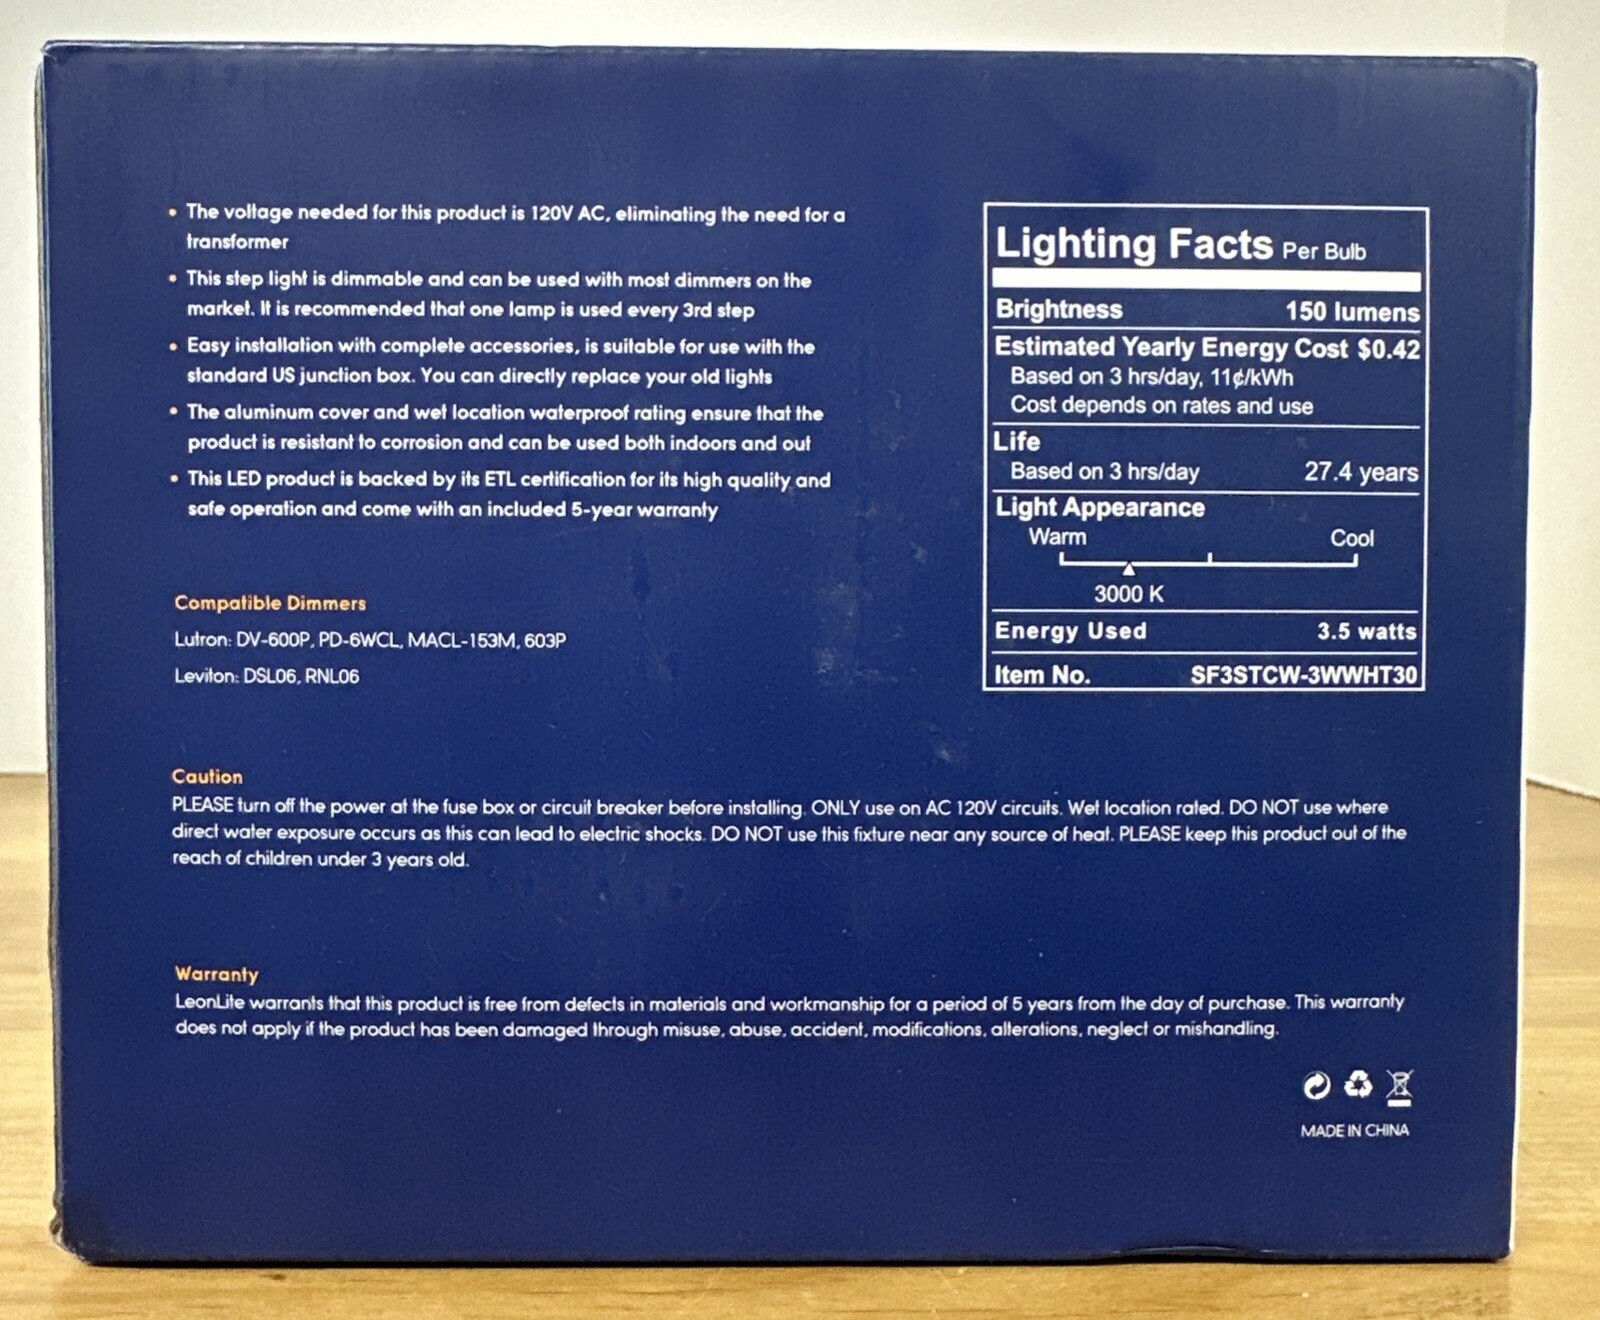 • The voltage needed for this product is 120V AC, eliminating the need for a
transformer
• This step light is dimmable and can be used with most dimmers on the
market. It is recommended that one lamp is used every 3rd step
• Easy installation with complete accessories, is suitable for use with the
standard US junction box. You can directly replace your old lights
• The aluminum cover and wet location waterproof rating ensure that the
product is resistant to corrosion and can be used both indoors and out
• This LED product is backed by its ETL certification for its high quality and
safe operation and come with an included 5-year warranty
Compatible Dimmers
Lutron: DV-600P, PD-6WCL, MACL-153M, 603P
Leviton: DSL06, RNL06
Lighting Facts Per Bulb
Brightness 150 lumens
Estimated Yearly Energy Cost $0.42
Based on 3 hrs/day, 11¢/kWh
Cost depends on rates and use
Life
Based on 3 hrs/day 27.4 years
Light Appearance
Warm Cool
3000 K
Energy Used 3.5 watts
Item No. SF3STCW-3WWHT30
Caution
PLEASE turn off the power at the fuse box or circuit breaker before installing. ONLY use on AC 120V circuits. Wet location rated. DO NOT use where
direct water exposure occurs as this can lead to electric shocks. DO NOT use this fixture near any source of heat. PLEASE keep this product out of the
reach of children under 3 years old.
Warranty
LeonLite warrants that this product is free from defects in materials and workmanship for a period of 5 years from the day of purchase. This warranty
does not apply if the product has been damaged through misuse, abuse, accident, modifications, alterations, neglect or mishandling.
MADE IN CHINA